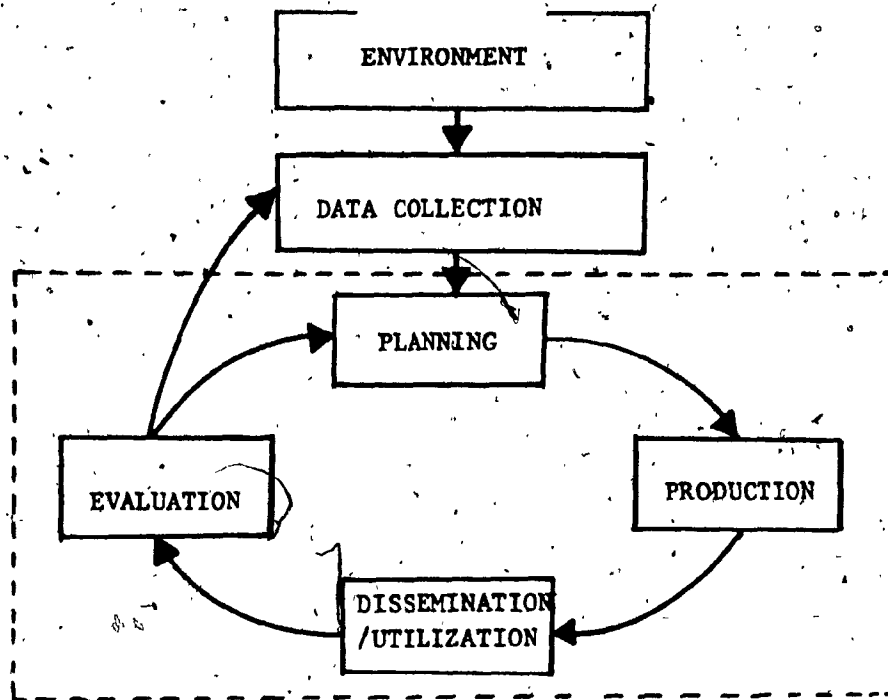 ENVIRONMENT
DATA COLLECTION
PLANNING
EVALUATION
PRODUCTION
DISSEMINATION
/UTILIZATION